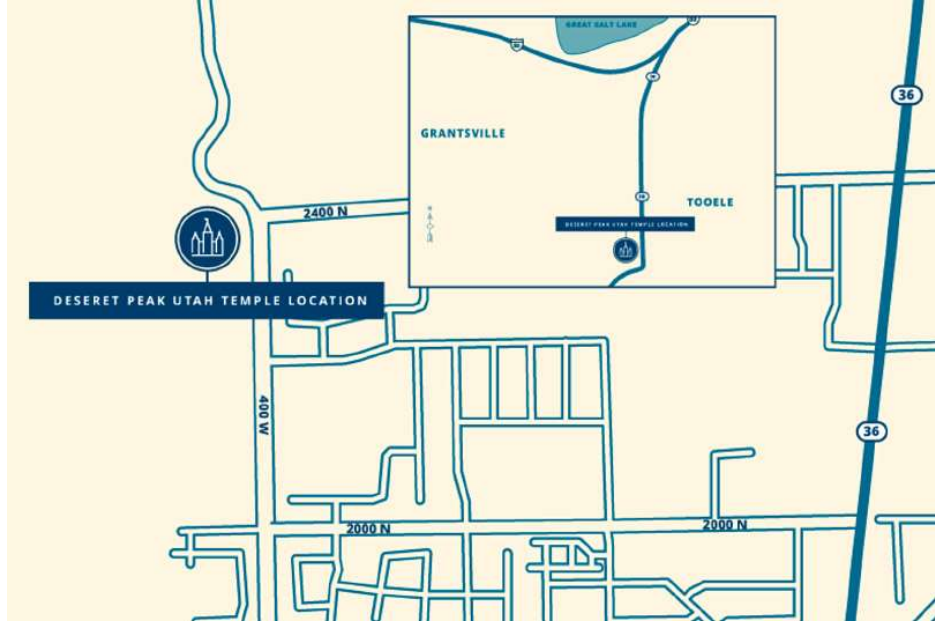 GREAT SALT LAKE
80
36
GRANTSVILLE
TOOELE
DESERET PEAK UTAH TEMPLE LOCATION
2400 N
DESERET PEAK UTAH TEMPLE LOCATION
400 W
36
2000 N
2000 N